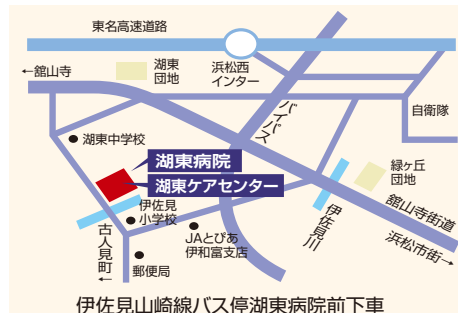 東名高速道路
←舘山寺
湖東
団地
浜松西
インター
バイパス
自衛隊
湖東中学校
湖東病院
湖東ケアセンター
緑ヶ丘
団地
伊佐見
小学校
舘山寺街道
伊佐見川
古人見町←
JAとぴあ
伊和富支店
浜松市街→
郵便局
伊佐見山崎線バス停湖東病院前下車